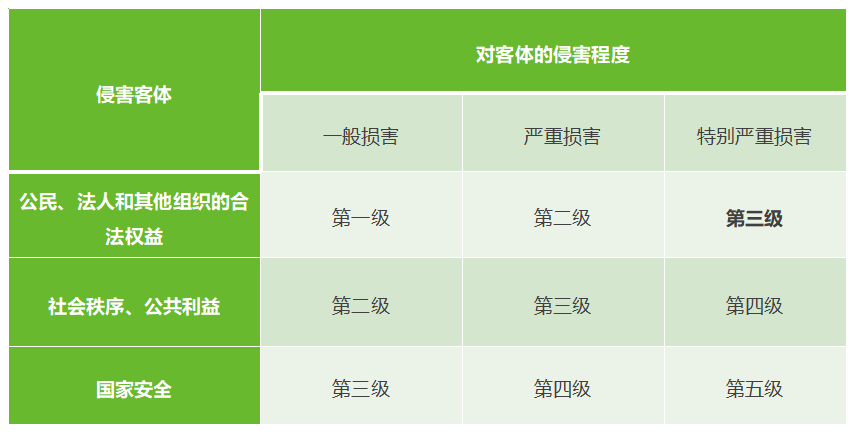 侵害客体
对客体的侵害程度
一般损害
严重损害
特别严重损害
公民、法人和其他组织的合
法权益
第一级
第二级
第三级
社会秩序、公共利益
第二级
第三级
第四级
国家安全
第三级
第四级
第五级